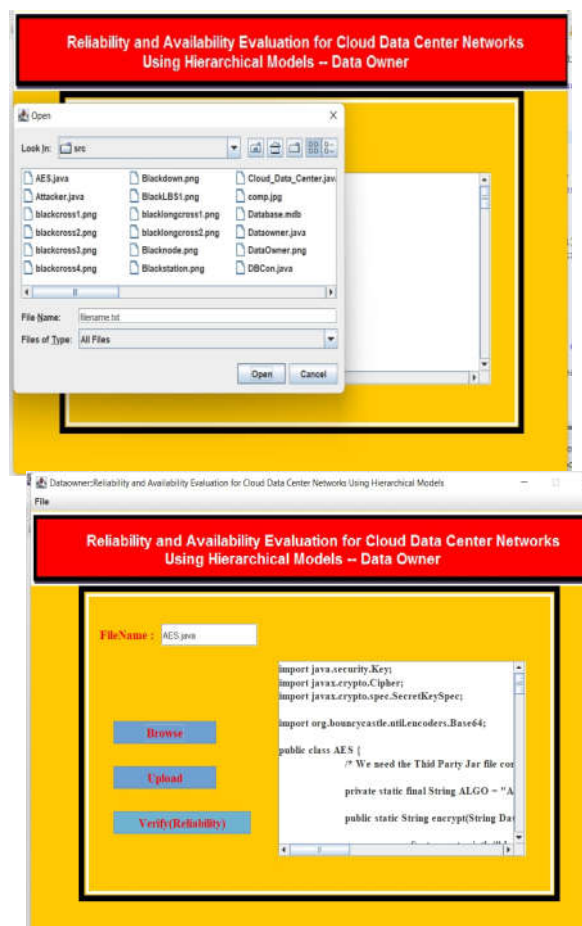 Reliability and Availability Evaluation for Cloud Data Center Networks
Using Hierarchical Models -- Data Owner
Open
X
Look In: src
AES.java Blackdown.png Cloud_Data_Center.jav
Attacker.java BlackLBS1.png comp.jpg
blackcross1.png blacklongcross1.png Database.mdb
blackcross2.png blacklongcross2.png Dataowner.java
blackcross3.png Blacknode.png DataOwner.png
blackcross4.png Blackstation.png DBCon.java
File Name: filename.txt
Files of Type: All Files
Open Cancel
Dataowner:Reliability and Availability Evaluation for Cloud Data Center Networks Using Hierarchical Models
File
Reliability and Availability Evaluation for Cloud Data Center Networks
Using Hierarchical Models -- Data Owner
FileName : AES.java
import java.security.Key;
import javax.crypto.Cipher;
import javax.crypto.spec.SecretKeySpec;
import org.bouncycastle.util.encoders.Base64;
public class AES {
/* We need the Thid Party Jar file con
private static final String ALGO = "A
public static String encrypt(String Dat
Browse
Upload
Verify(Reliability)